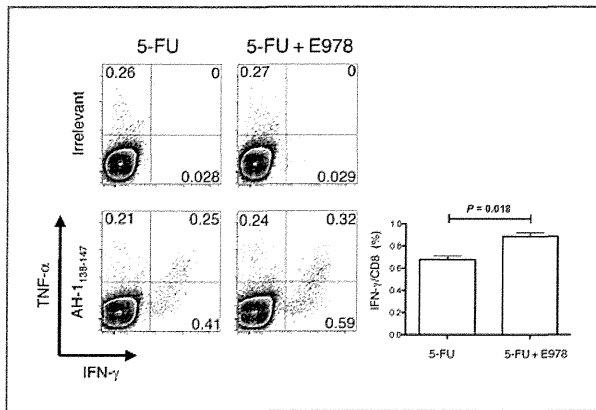 5-FU
5-FU + E978
Irrelevant
0.26
0
0.028
0.27
0
0.029
TNF-α
AH-1138-147
0.21
0.25
0.41
0.24
0.32
0.59
IFN-γ
P = 0.018
IFN-γ/CD8 (%)
1.0
0.8
0.6
0.4
0.2
0.0
5-FU
5-FU + E978